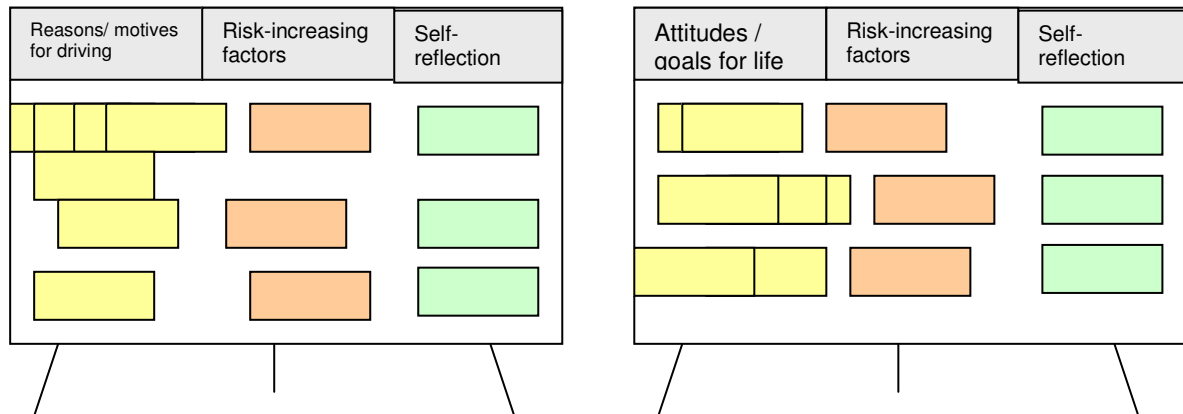 Reasons/ motives
for driving
Risk-increasing
factors
Self-
reflection
Attitudes /
goals for life
Risk-increasing
factors
Self-
reflection